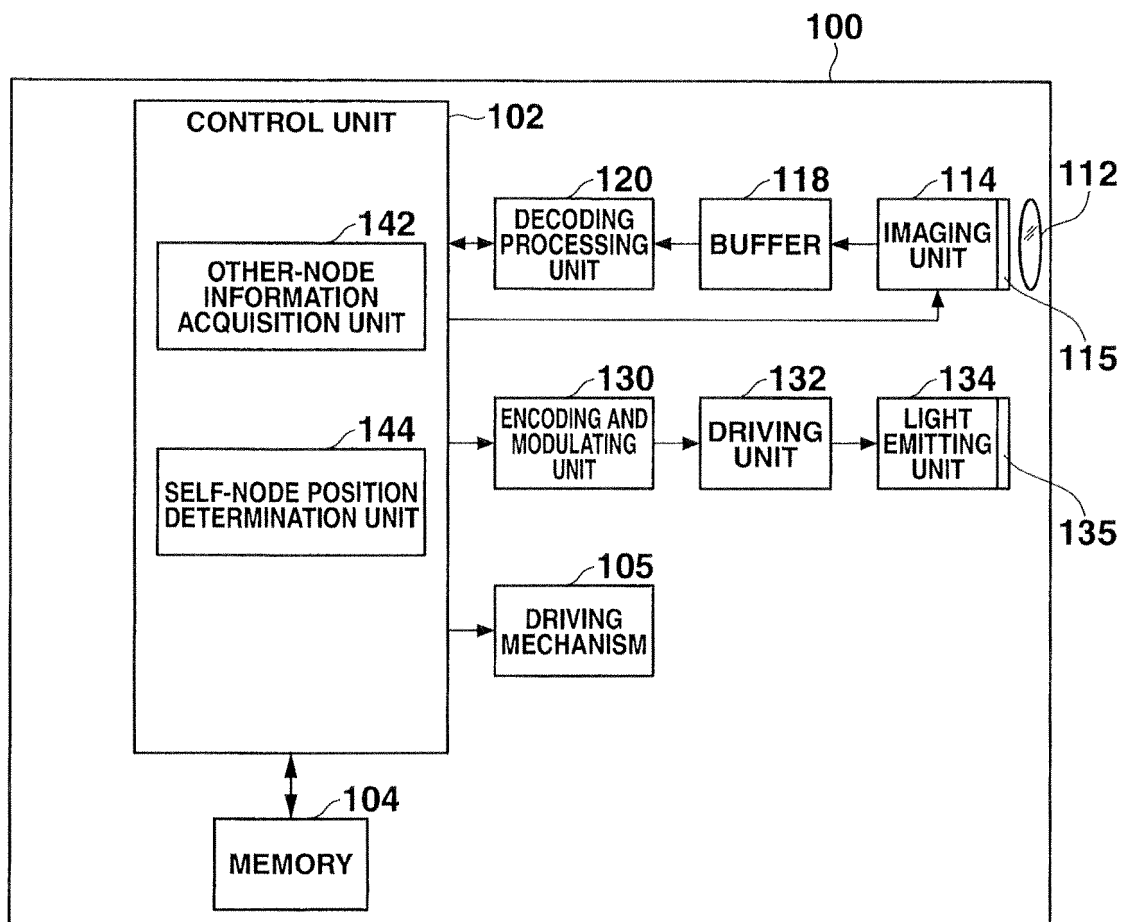 100
CONTROL UNIT
102
120
118
114
112
DECODING
PROCESSING
UNIT
BUFFER
IMAGING
UNIT
142
OTHER-NODE
INFORMATION
ACQUISITION UNIT
115
130
132
134
ENCODING AND
MODULATING
UNIT
DRIVING
UNIT
LIGHT
EMITTING
UNIT
144
SELF-NODE POSITION
DETERMINATION UNIT
135
105
DRIVING
MECHANISM
104
MEMORY